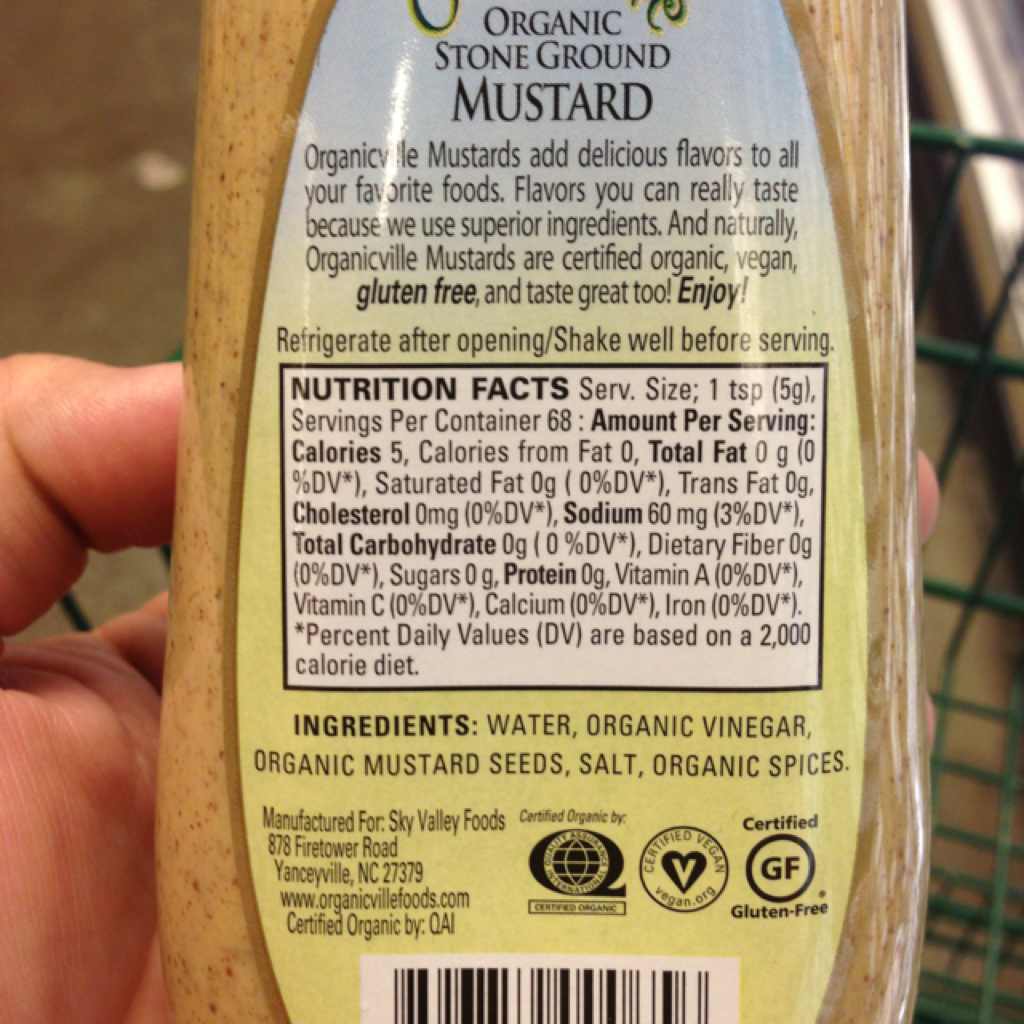 ORGANIC
STONE GROUND
MUSTARD
Organicville Mustards add delicious flavors to all
your favorite foods. Flavors you can really taste
because we use superior ingredients. And naturally,
Organicville Mustards are certified organic, vegan,
gluten free, and taste great too! Enjoy!
Refrigerate after opening/Shake well before serving.
NUTRITION FACTS Serv. Size; 1 tsp (5g),
Servings Per Container 68 : Amount Per Serving:
Calories 5, Calories from Fat 0, Total Fat 0 g (0
%DV*), Saturated Fat 0g ( 0%DV*), Trans Fat 0g,
Cholesterol 0mg (0%DV*), Sodium 60 mg (3%DV*),
Total Carbohydrate 0g ( 0 %DV*), Dietary Fiber 0g
(0%DV*), Sugars 0 g, Protein 0g, Vitamin A (0%DV*),
Vitamin C (0%DV*), Calcium (0%DV*), Iron (0%DV*).
*Percent Daily Values (DV) are based on a 2,000
calorie diet.
INGREDIENTS: WATER, ORGANIC VINEGAR,
ORGANIC MUSTARD SEEDS, SALT, ORGANIC SPICES.
Manufactured For: Sky Valley Foods
878 Firetower Road
Yanceyville, NC 27379
www.organicvillefoods.com
Certified Organic by: QAI
Certified Organic by:
QUALITY ASSURANCE
INTERNATIONAL
CERTIFIED ORGANIC
CERTIFIED VEGAN
vegan.org
Certified
GF
Gluten-Free